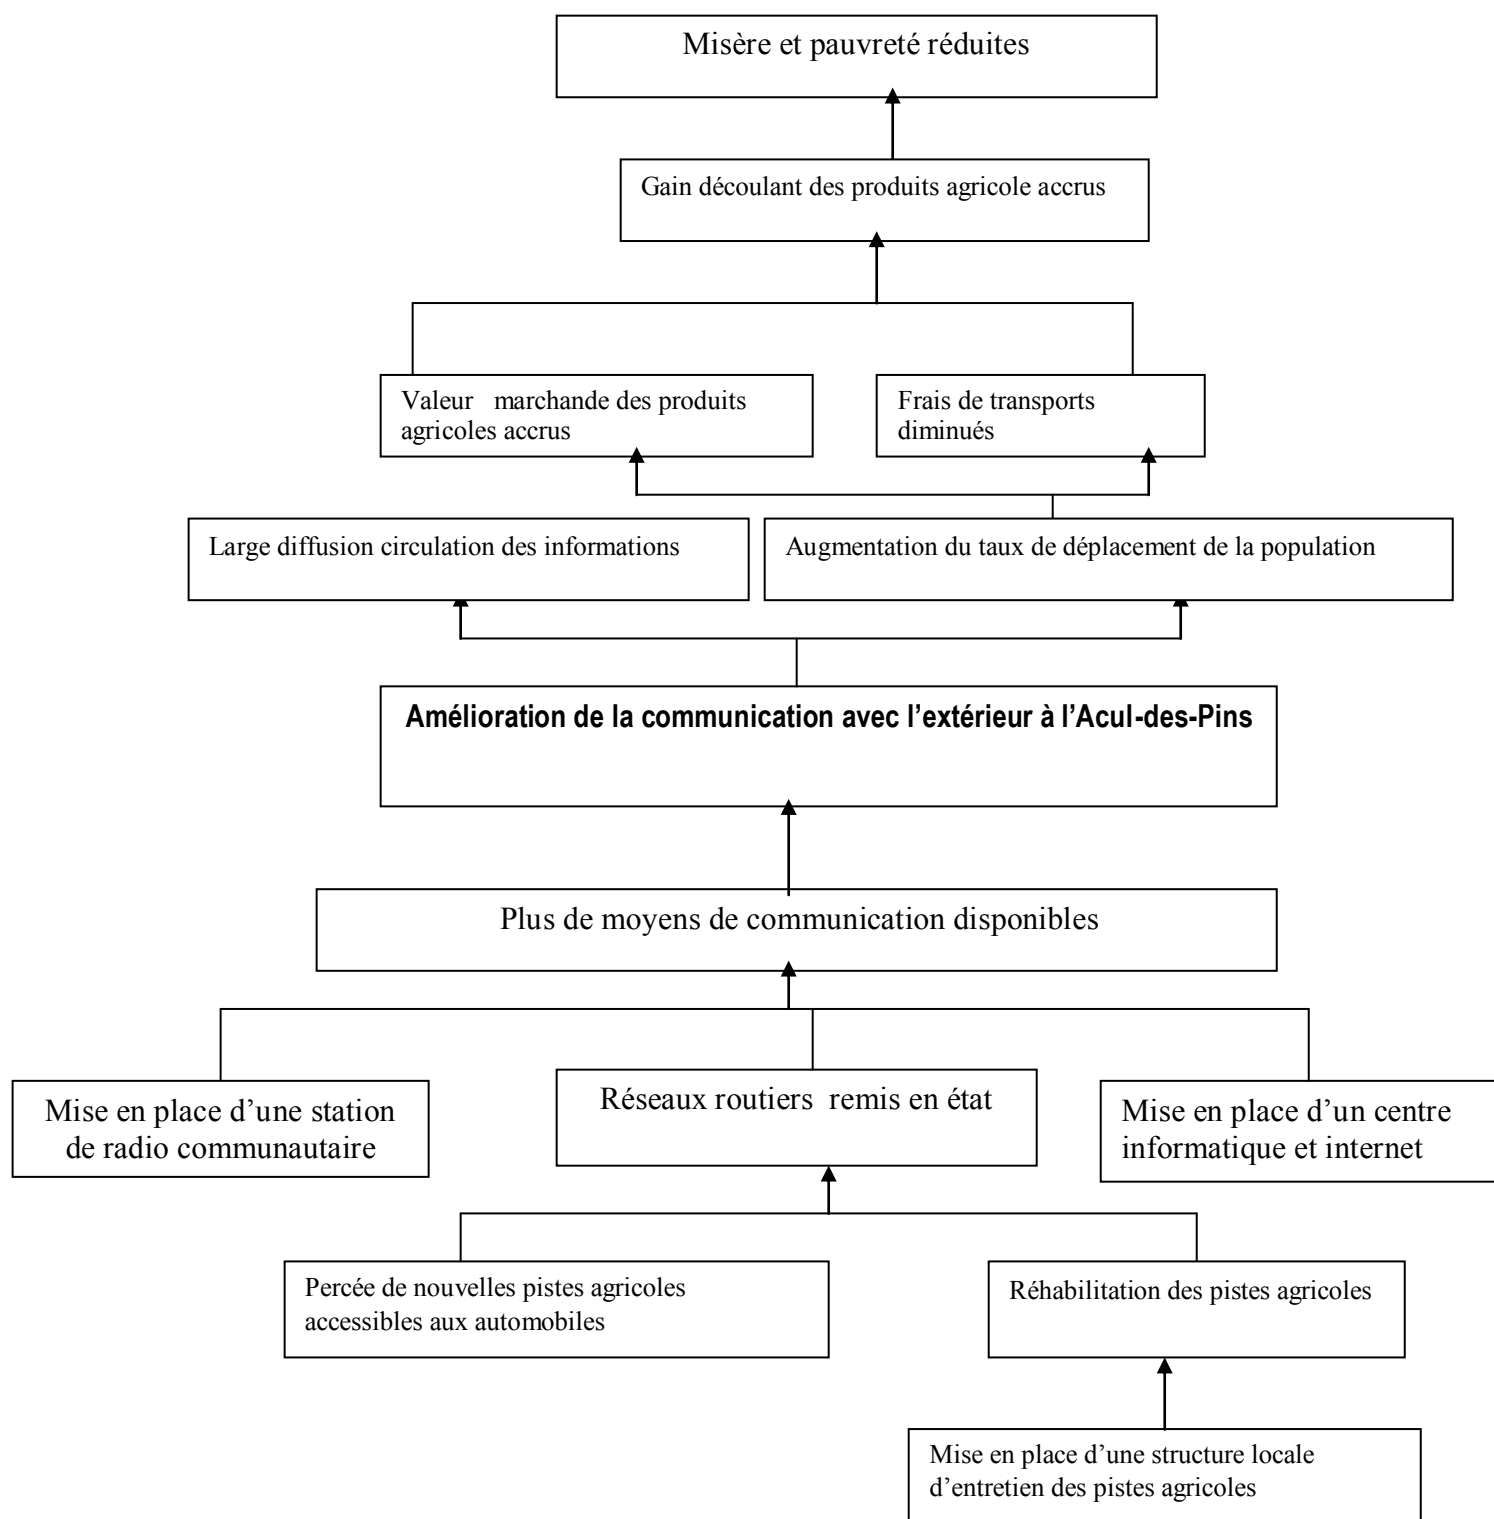 Misère et pauvreté réduites
Gain découlant des produits agricole accrus
Valeur marchande des produits
agricoles accrus
Frais de transports
diminués
Large diffusion circulation des informations
Augmentation du taux de déplacement de la population
Amélioration de la communication avec l’extérieur à l’Acul-des-Pins
Plus de moyens de communication disponibles
Mise en place d’une station
de radio communautaire
Réseaux routiers remis en état
Mise en place d’un centre
informatique et internet
Percée de nouvelles pistes agricoles
accessibles aux automobiles
Réhabilitation des pistes agricoles
Mise en place d’une structure locale
d’entretien des pistes agricoles